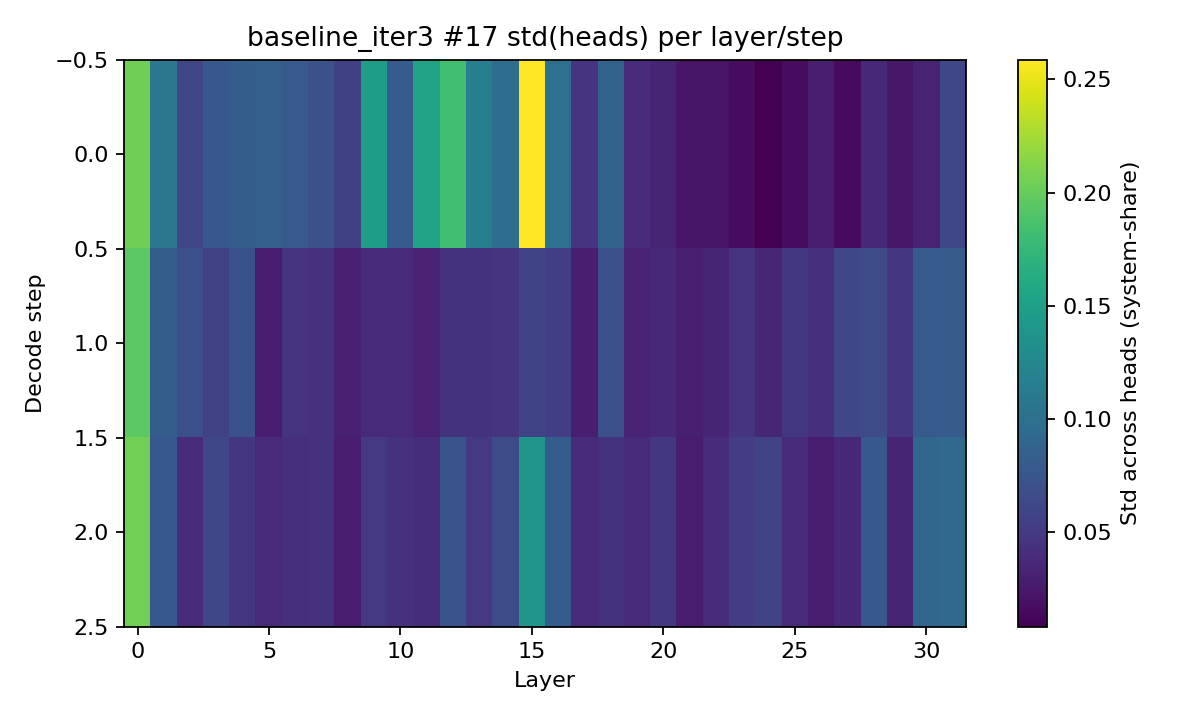 baseline_iter3 #17 std(heads) per layer/step
−0.5
0.0
0.5
1.0
1.5
2.0
2.5
Decode step
0 5 10 15 20 25 30
Layer
0.25
0.20
0.15
0.10
0.05
Std across heads (system-share)